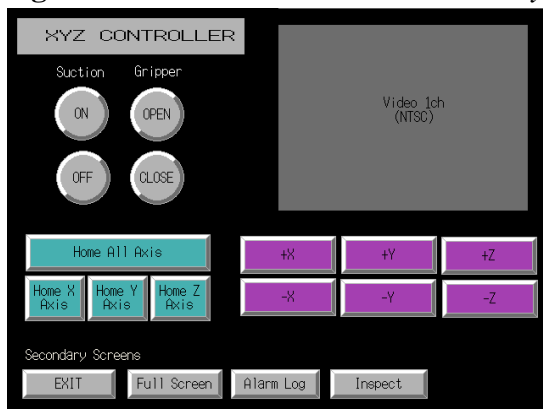 XYZ CONTROLLER
Suction Gripper
ON OPEN
OFF CLOSE
Video 1ch
(NTSC)
Home All Axis
+X +Y +Z
Home X
Axis
Home Y
Axis
Home Z
Axis
-X -Y -Z
Secondary Screens
EXIT Full Screen Alarm Log Inspect